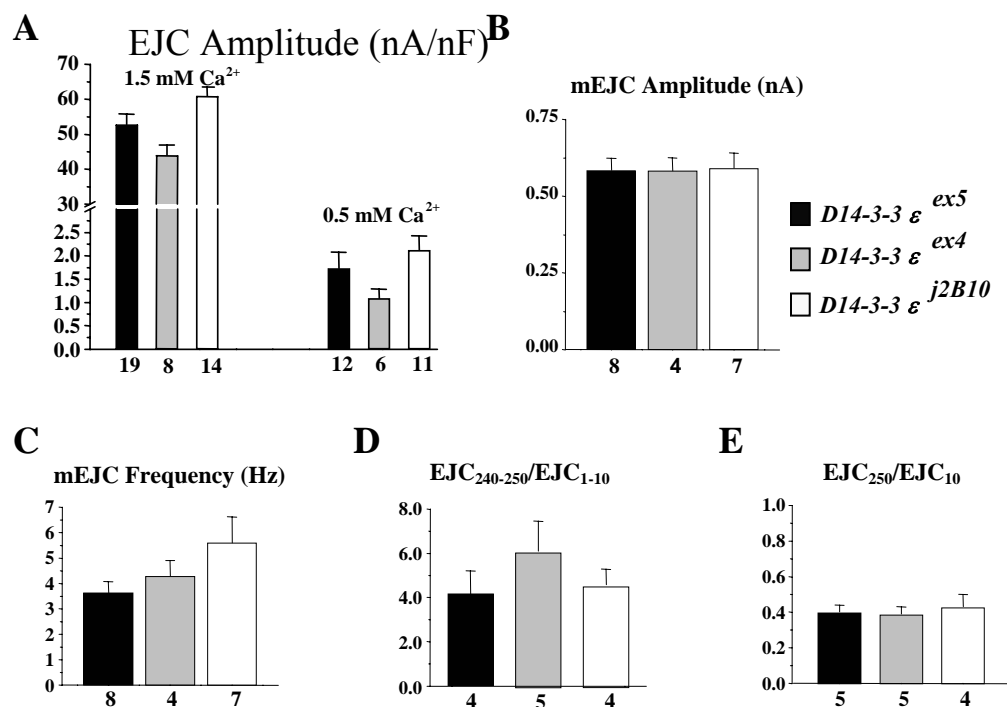 A
EJC Amplitude (nA/nF)
1.5 mM Ca²⁺
70
60
50
40
30
2.5
2.0
1.5
1.0
0.5
0.0
0.5 mM Ca²⁺
19 8 14 12 6 11
B
mEJC Amplitude (nA)
0.75
0.50
0.25
0.00
8 4 7
D14-3-3 ε ex5
D14-3-3 ε ex4
D14-3-3 ε j2B10
C
mEJC Frequency (Hz)
7
6
5
4
3
2
1
0
8 4 7
D
EJC₂₄₀₋₂₅₀/EJC₁₋₁₀
8.0
6.0
4.0
2.0
0.0
4 5 4
E
EJC₂₅₀/EJC₁₀
1.0
0.8
0.6
0.4
0.2
0.0
5 5 4